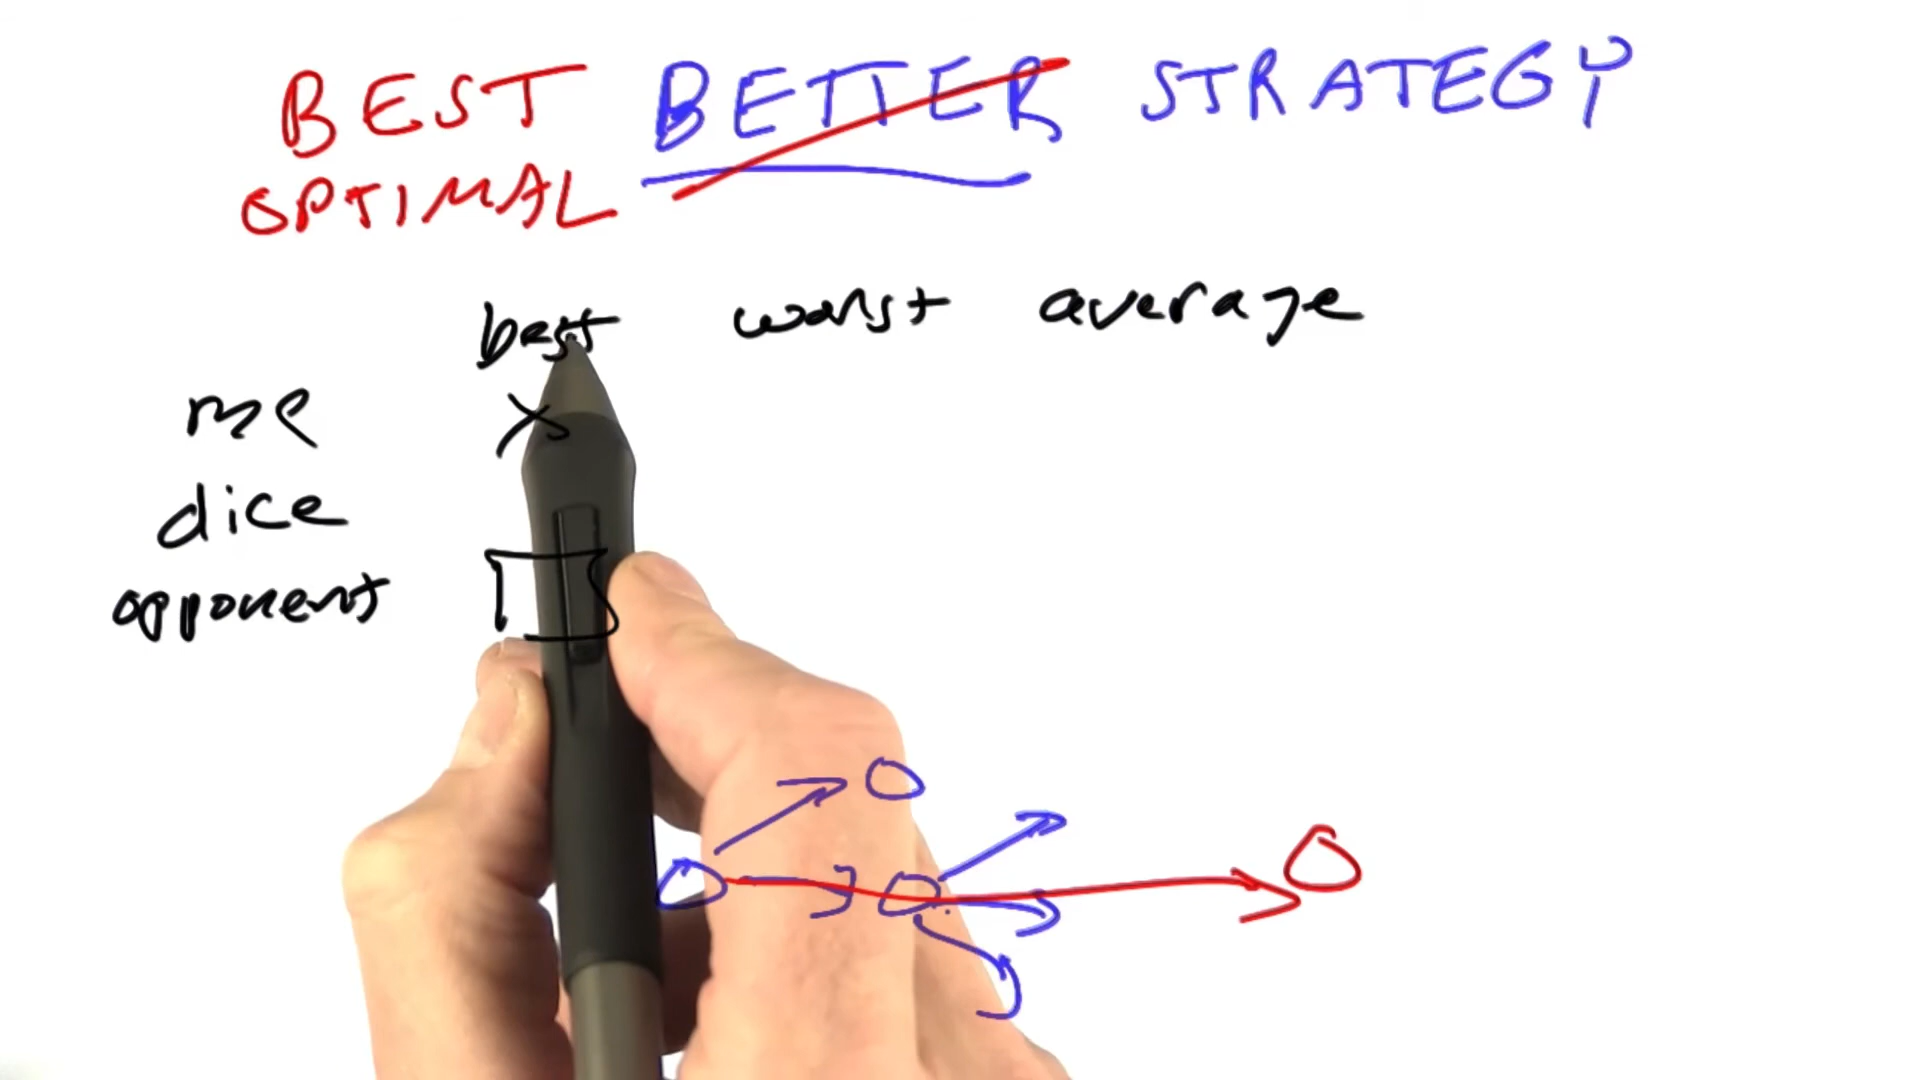 BEST BETTER STRATEGY
OPTIMAL
best worst average
me
dice
opponent